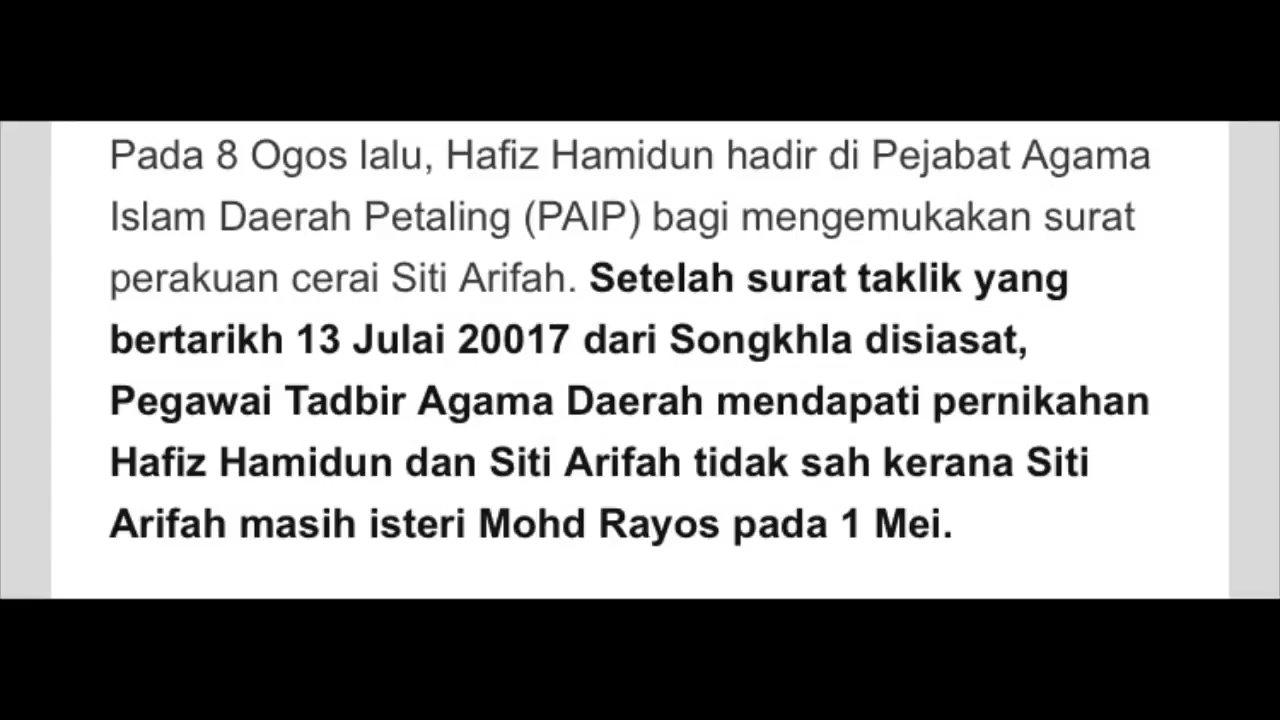 Pada 8 Ogos lalu, Hafiz Hamidun hadir di Pejabat Agama
Islam Daerah Petaling (PAIP) bagi mengemukakan surat
perakuan cerai Siti Arifah. Setelah surat taklik yang
bertarikh 13 Julai 20017 dari Songkhla disiasat,
Pegawai Tadbir Agama Daerah mendapati pernikahan
Hafiz Hamidun dan Siti Arifah tidak sah kerana Siti
Arifah masih isteri Mohd Rayos pada 1 Mei.